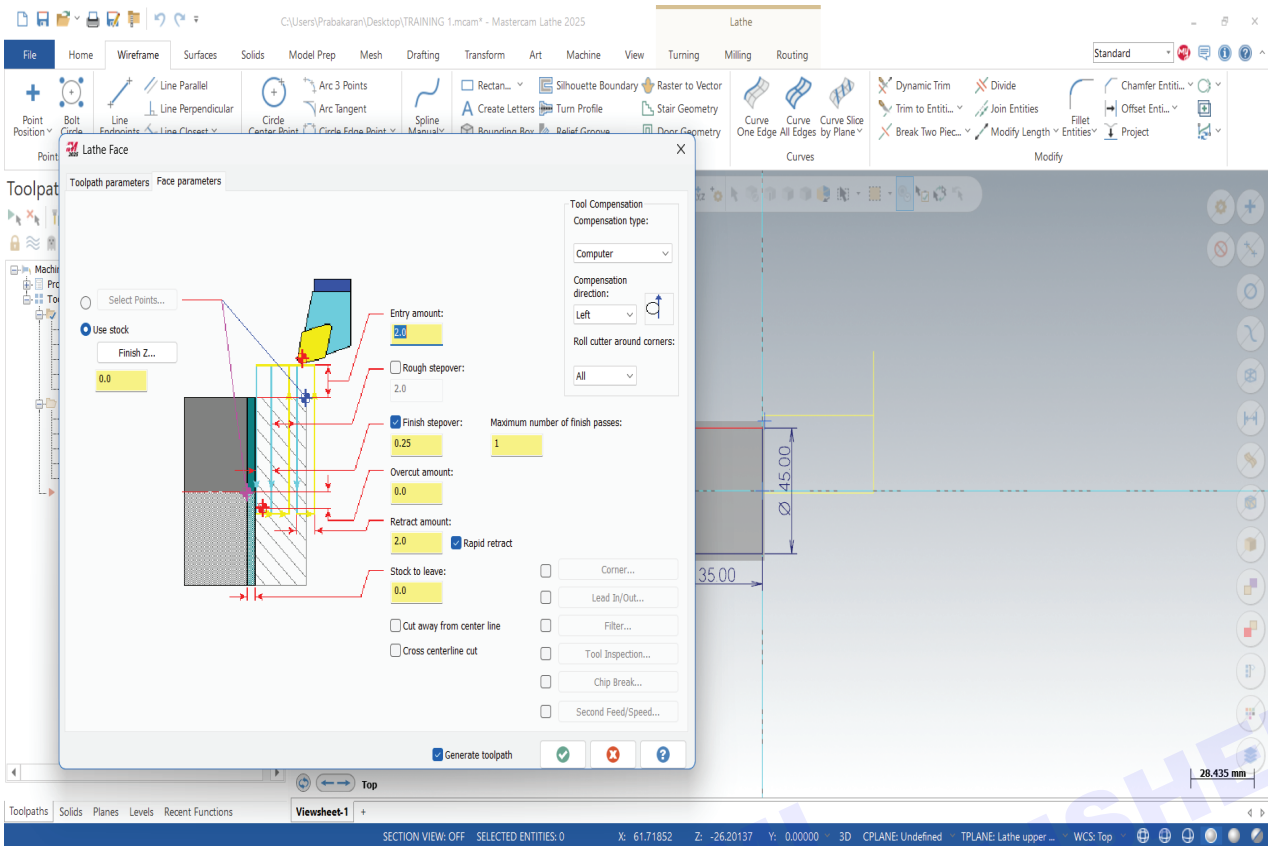 C:\Users\Prabakaran\Desktop\TRAINING 1.mcam* - Mastercam Lathe 2025
Lathe
File Home Wireframe Surfaces Solids Model Prep Mesh Drafting Transform Art Machine View Turning Milling Routing
Standard
Line Parallel Arc 3 Points Rectan... Silhouette Boundary Raster to Vector Dynamic Trim Divide Chamfer Entiti...
Line Perpendicular Arc Tangent Create Letters Turn Profile Stair Geometry Trim to Entiti... Join Entities Offset Enti...
Point Bolt Line Circle Spline Curve Curve Curve Slice Fillet
Position Circle Endpoints Line Closest Center Point Circle Edge Point Manual Bounding Box Relief Groove Door Geometry One Edge All Edges by Plane Break Two Piec... Modify Length Entities Project
Point Curves Modify
Lathe Face X
Toolpat
Toolpath parameters Face parameters
Tool Compensation
Compensation type:
Computer
Machi
Pro
To
Compensation
direction:
Left
Select Points...
Use stock
Finish Z...
0.0
Entry amount:
2.0
Roll cutter around corners:
All
Rough stepover:
2.0
Finish stepover: Maximum number of finish passes:
0.25 1
Overcut amount:
0.0
Retract amount:
2.0 Rapid retract
Stock to leave:
0.0
Cut away from center line
Cross centerline cut
Corner...
Lead In/Out...
Filter...
Tool Inspection...
Chip Break...
Second Feed/Speed...
Generate toolpath
Ø 45.00
35.00
28.435 mm
Top
Toolpaths Solids Planes Levels Recent Functions Viewsheet-1 +
SECTION VIEW: OFF SELECTED ENTITIES: 0 X: 61.71852 Z: -26.20137 Y: 0.00000 3D CPLANE: Undefined TPLANE: Lathe upper ... WCS: Top